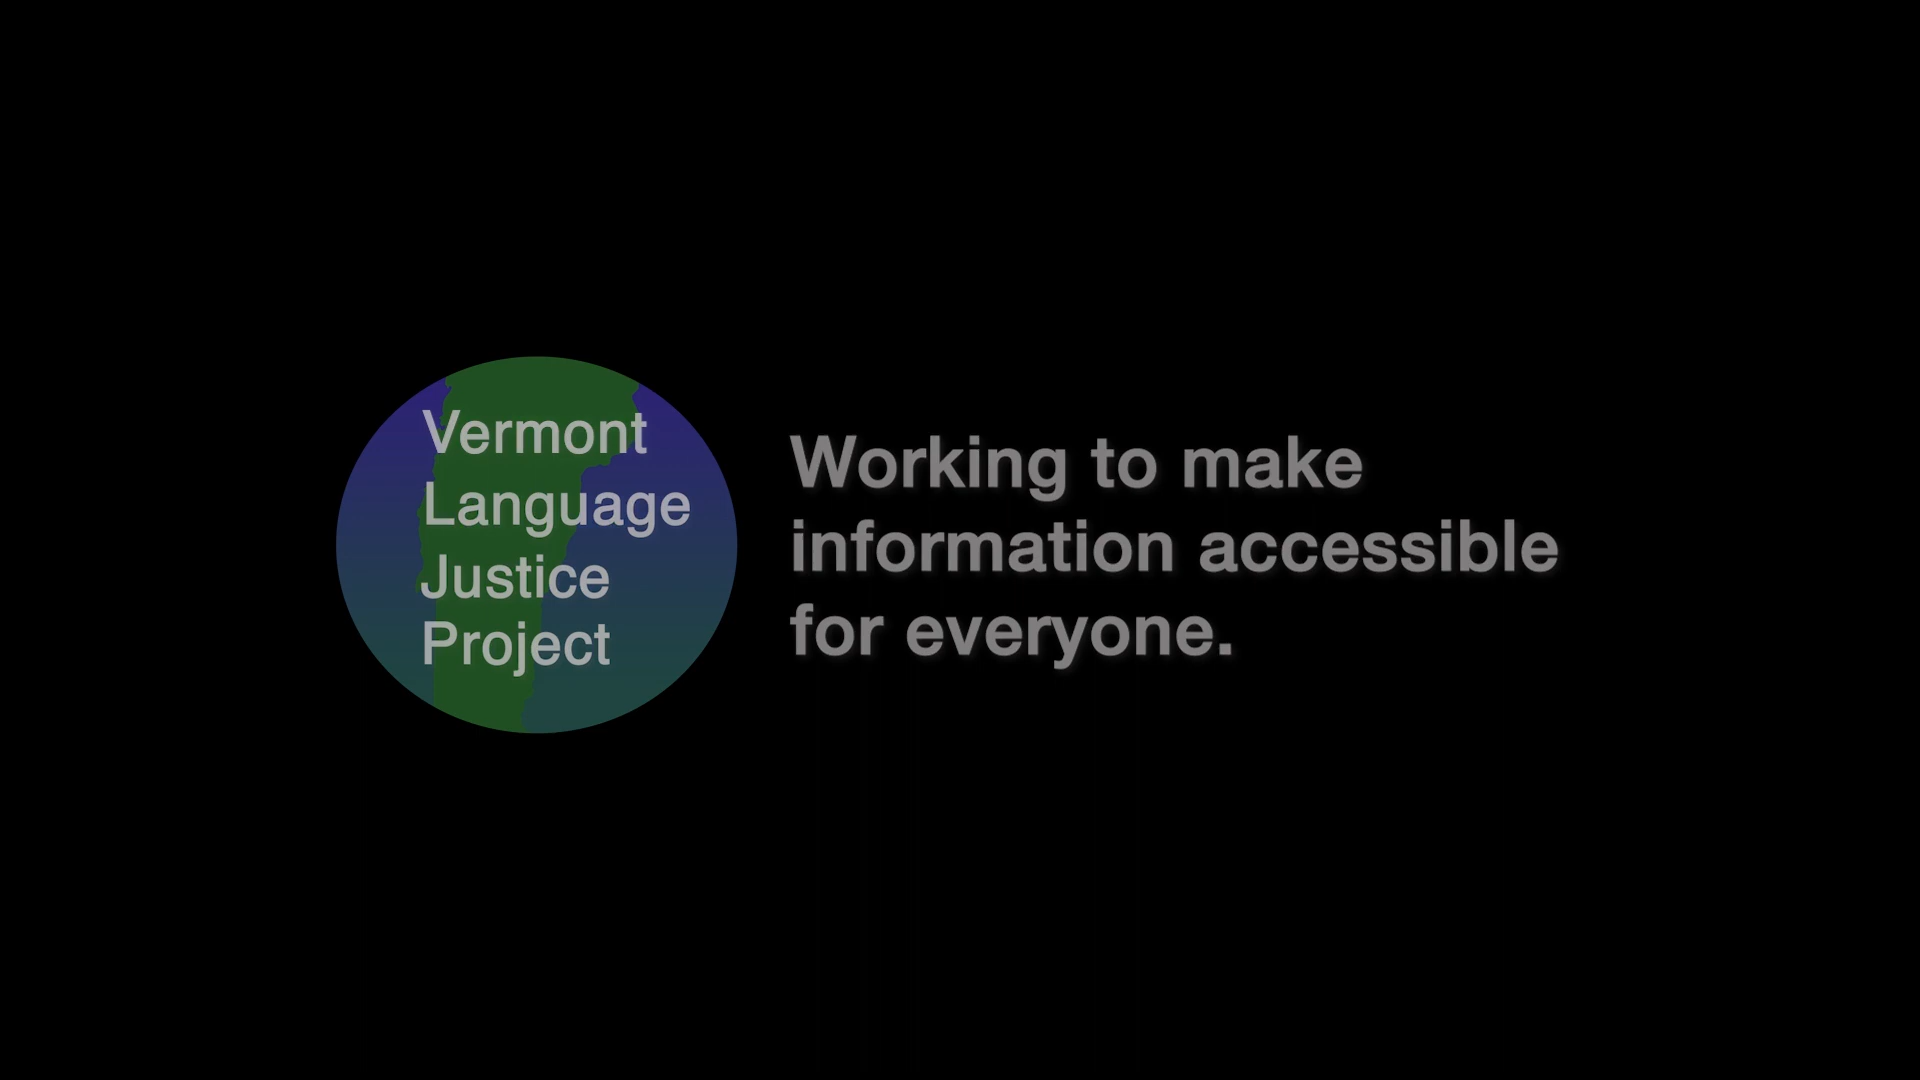 Vermont
Language
Justice
Project
Working to make
information accessible
for everyone.